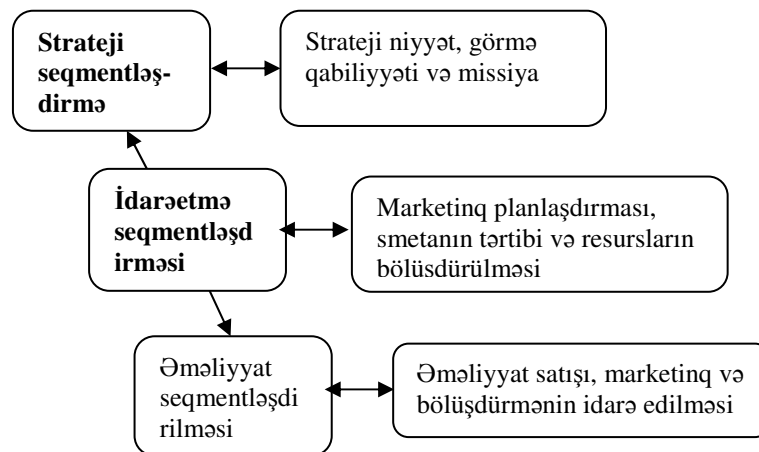 Strateji
seqmentləş-
dirmə
Strateji niyyət, görmə
qabiliyyəti və missiya
İdarəetmə
seqmentləşd
irməsi
Marketinq planlaşdırması,
smetanın tərtibi və resursların
bölüsdürülməsi
Əməliyyat
seqmentləşdi
rilməsi
Əməliyyat satışı, marketinq və
bölüşdürmənin idarə edilməsi